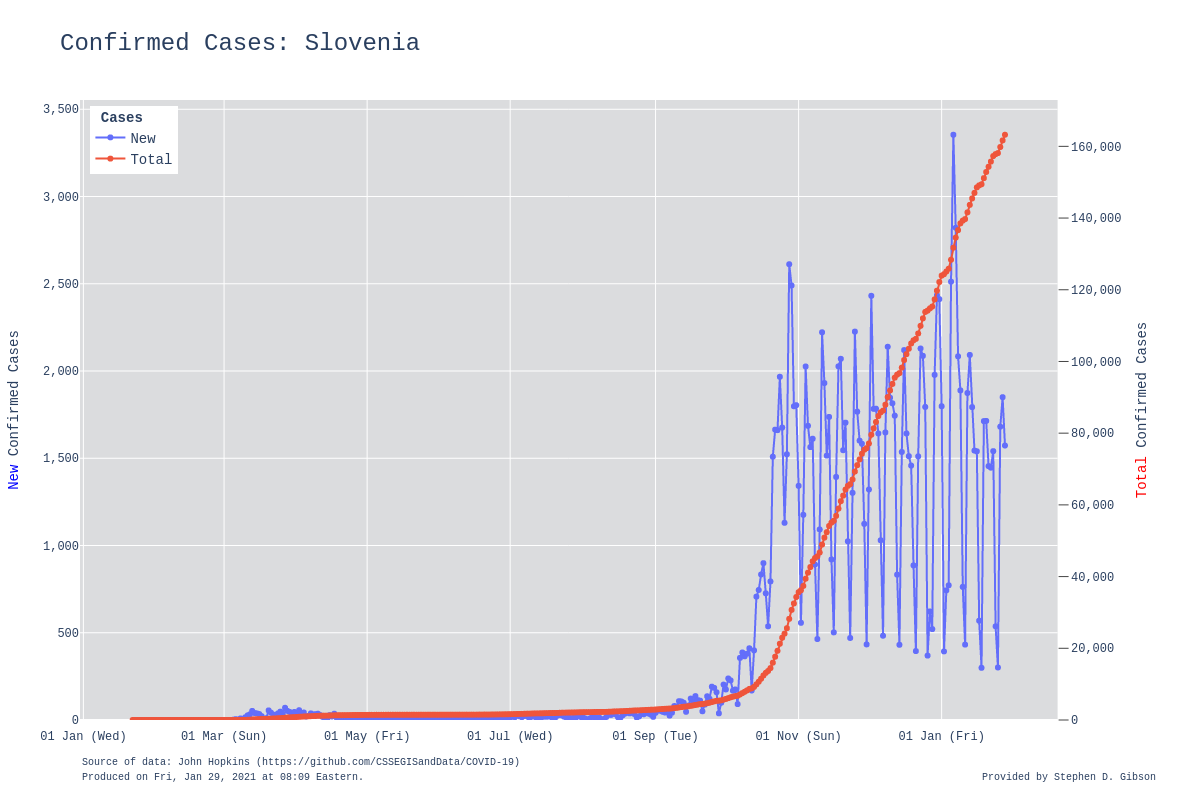 Confirmed Cases: Slovenia
Cases
New
Total
3,500
3,000
2,500
2,000
1,500
1,000
500
0
New Confirmed Cases
160,000
140,000
120,000
100,000
80,000
60,000
40,000
20,000
0
Total Confirmed Cases
01 Jan (Wed) 01 Mar (Sun) 01 May (Fri) 01 Jul (Wed) 01 Sep (Tue) 01 Nov (Sun) 01 Jan (Fri)
Source of data: John Hopkins (https://github.com/CSSEGISandData/COVID-19)
Produced on Fri, Jan 29, 2021 at 08:09 Eastern.
Provided by Stephen D. Gibson